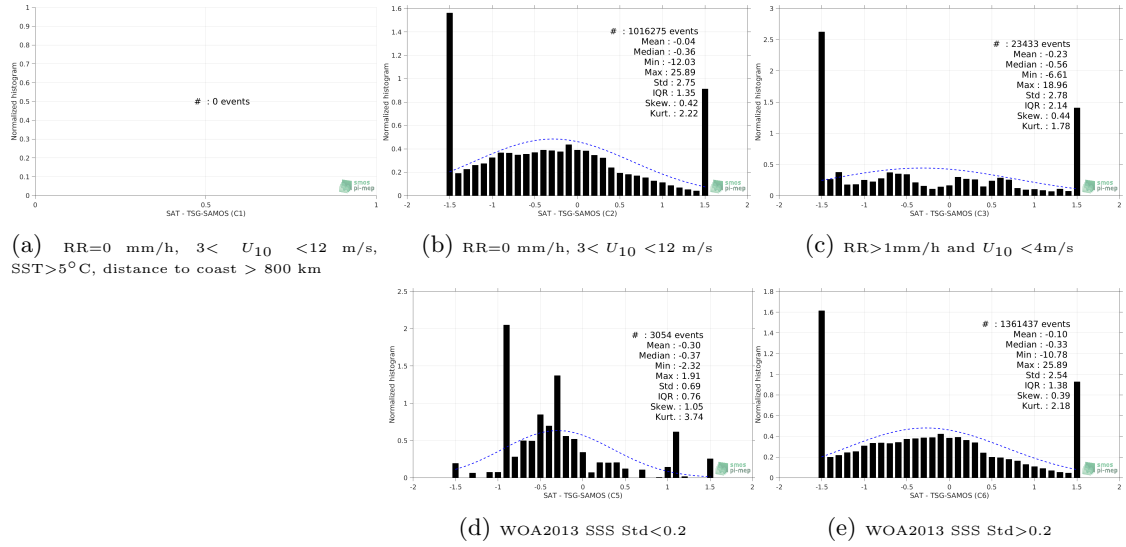 1
0.9
0.8
0.7
0.6
0.5
0.4
0.3
0.2
0.1
0
Normalized histogram
# : 0 events
smos
pi-mep
0 0.5 1
SAT - TSG-SAMOS (C1)
(a) RR=0 mm/h, 3< U10 <12 m/s,
SST>5°C, distance to coast > 800 km
1.6
1.4
1.2
1
0.8
0.6
0.4
0.2
0
Normalized histogram
# : 1016275 events
Mean : -0.04
Median : -0.36
Min : -12.03
Max : 25.89
Std : 2.75
IQR : 1.35
Skew. : 0.42
Kurt. : 2.22
smos
pi-mep
-2 -1.5 -1 -0.5 0 0.5 1 1.5 2
SAT - TSG-SAMOS (C2)
(b) RR=0 mm/h, 3< U10 <12 m/s
3
2.5
2
1.5
1
0.5
0
Normalized histogram
# : 23433 events
Mean : -0.23
Median : -0.56
Min : -6.61
Max : 18.96
Std : 2.78
IQR : 2.14
Skew. : 0.44
Kurt. : 1.78
smos
pi-mep
-2 -1.5 -1 -0.5 0 0.5 1 1.5 2
SAT - TSG-SAMOS (C3)
(c) RR>1mm/h and U10 <4m/s
2.5
2
1.5
1
0.5
0
Normalized histogram
# : 3054 events
Mean : -0.30
Median : -0.37
Min : -2.32
Max : 1.91
Std : 0.69
IQR : 0.76
Skew. : 1.05
Kurt. : 3.74
smos
pi-mep
-2 -1.5 -1 -0.5 0 0.5 1 1.5 2
SAT - TSG-SAMOS (C5)
(d) WOA2013 SSS Std<0.2
1.8
1.6
1.4
1.2
1
0.8
0.6
0.4
0.2
0
Normalized histogram
# : 1361437 events
Mean : -0.10
Median : -0.33
Min : -10.78
Max : 25.89
Std : 2.54
IQR : 1.38
Skew. : 0.39
Kurt. : 2.18
smos
pi-mep
-2 -1.5 -1 -0.5 0 0.5 1 1.5 2
SAT - TSG-SAMOS (C6)
(e) WOA2013 SSS Std>0.2